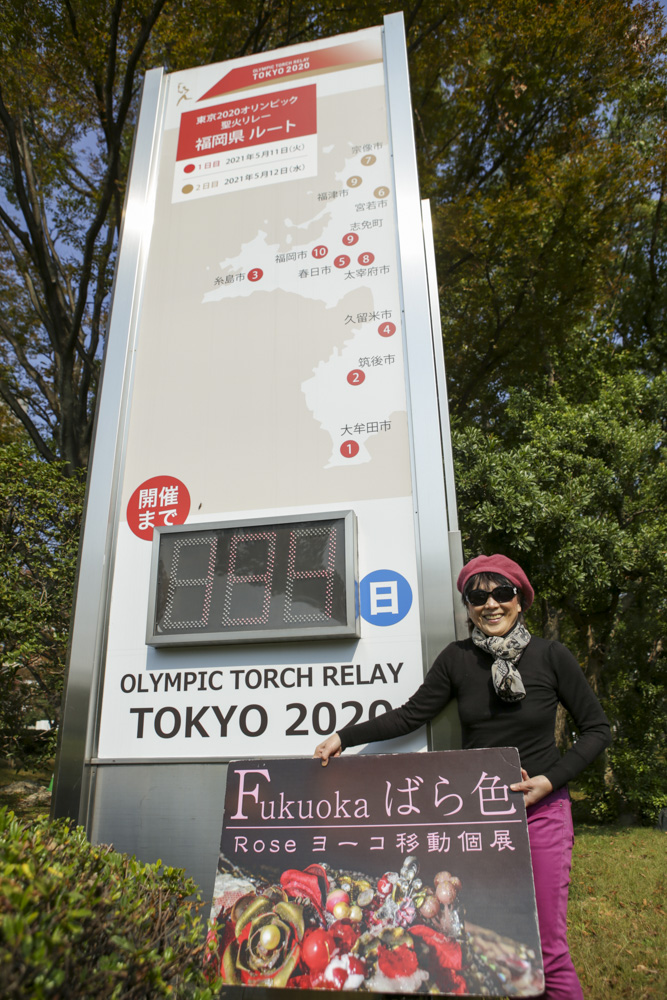 OLYMPIC TORCH RELAY
TOKYO 2020
東京2020オリンピック
聖火リレー
福岡県 ルート
1日目 2021年5月11日(火)
2日目 2021年5月12日(水)
宗像市
7
9
福津市
6
宮若市
志免町
9
福岡市 10
5
8
春日市
太宰府市
糸島市 3
久留米市
4
筑後市
2
大牟田市
1
開催
まで
日
OLYMPIC TORCH RELAY
TOKYO 2020
Fukuoka ばら色
Rose ヨーコ移動個展